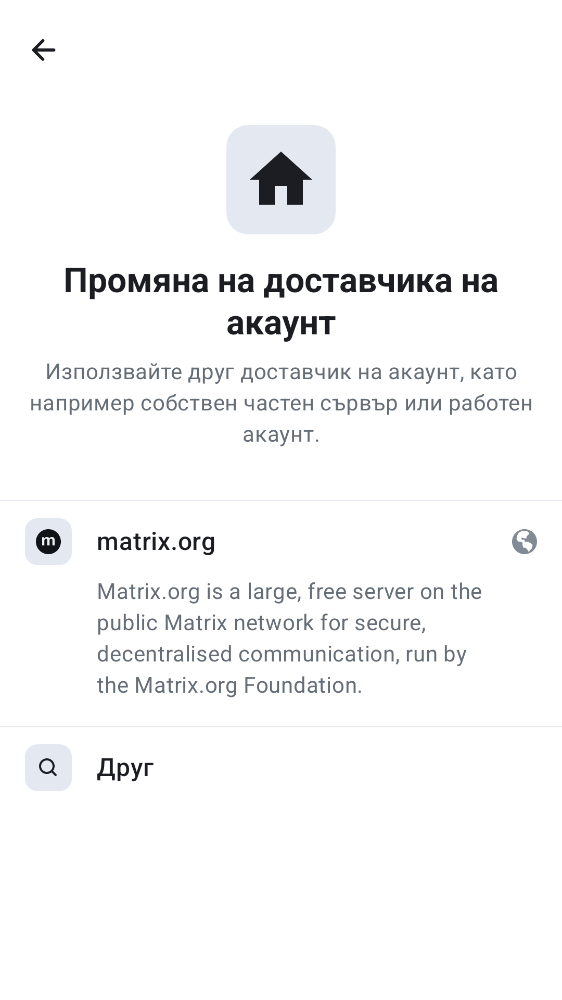 Промяна на доставчика на
акаунт
Използвайте друг доставчик на акаунт, като
например собствен частен сървър или работен
акаунт.
m
matrix.org
Matrix.org is a large, free server on the
public Matrix network for secure,
decentralised communication, run by
the Matrix.org Foundation.
Друг